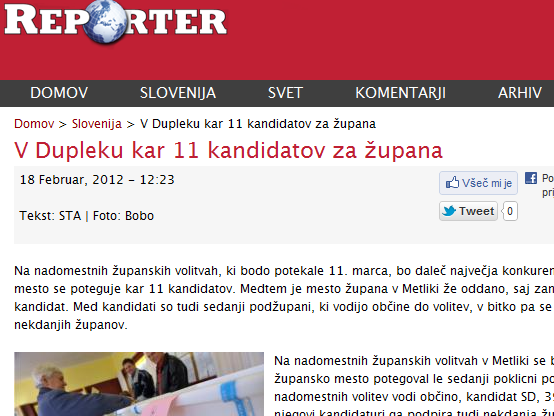 REPORTER
DOMOV SLOVENIJA SVET KOMENTARJI ARHIV
Domov > Slovenija > V Dupleku kar 11 kandidatov za župana
V Dupleku kar 11 kandidatov za župana
18 Februar, 2012 - 12:23
Všeč mi je
Po
pri
Tekst: STA | Foto: Bobo
Tweet 0
Na nadomestnih županskih volitvah, ki bodo potekale 11. marca, bo daleč največja konkuren
mesto se poteguje kar 11 kandidatov. Medtem je mesto župana v Metliki že oddano, saj zan
kandidat. Med kandidati so tudi sedanji podžupani, ki vodijo občine do volitev, v bitko pa se
nekdanjih županov.
Na nadomestnih županskih volitvah v Metliki se b
župansko mesto potegoval le sedanji poklicni po
nadomestnih volitev vodi občino, kandidat SD, 39
njegovi kandidaturi ga podpira tudi nekdanja ž